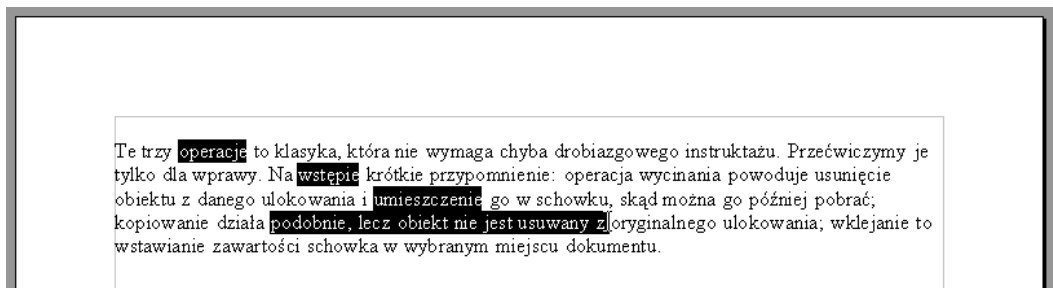 Te trzy operacje to klasyka, która nie wymaga chyba drobiazgowego instruktażu. Przećwiczymy je
tylko dla wprawy. Na wstępie krótkie przypomnienie: operacja wycinania powoduje usunięcie
obiektu z danego ulokowania i umieszczenie go w schowku, skąd można go później pobrać;
kopiowanie działa podobnie, lecz obiekt nie jest usuwany z oryginalnego ulokowania; wklejanie to
wstawianie zawartości schowka w wybranym miejscu dokumentu.